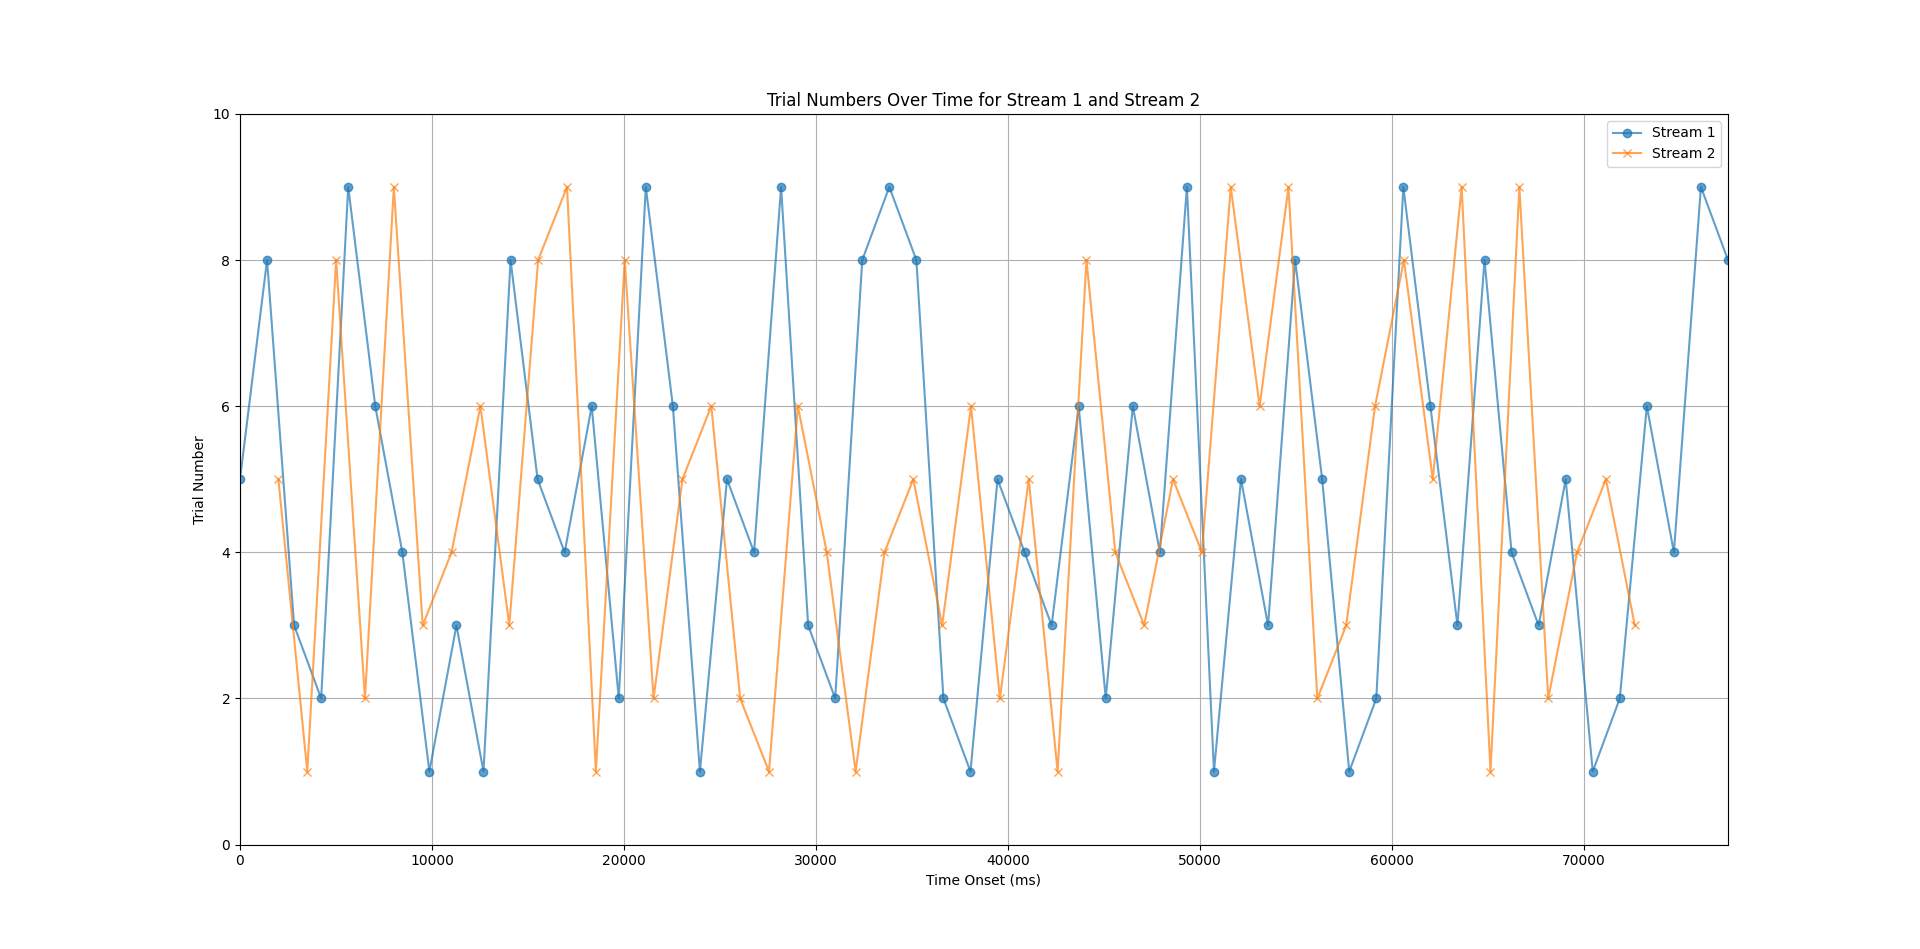 Trial Numbers Over Time for Stream 1 and Stream 2
Stream 1
Stream 2
Trial Number
10
8
6
4
2
0
0 10000 20000 30000 40000 50000 60000 70000
Time Onset (ms)